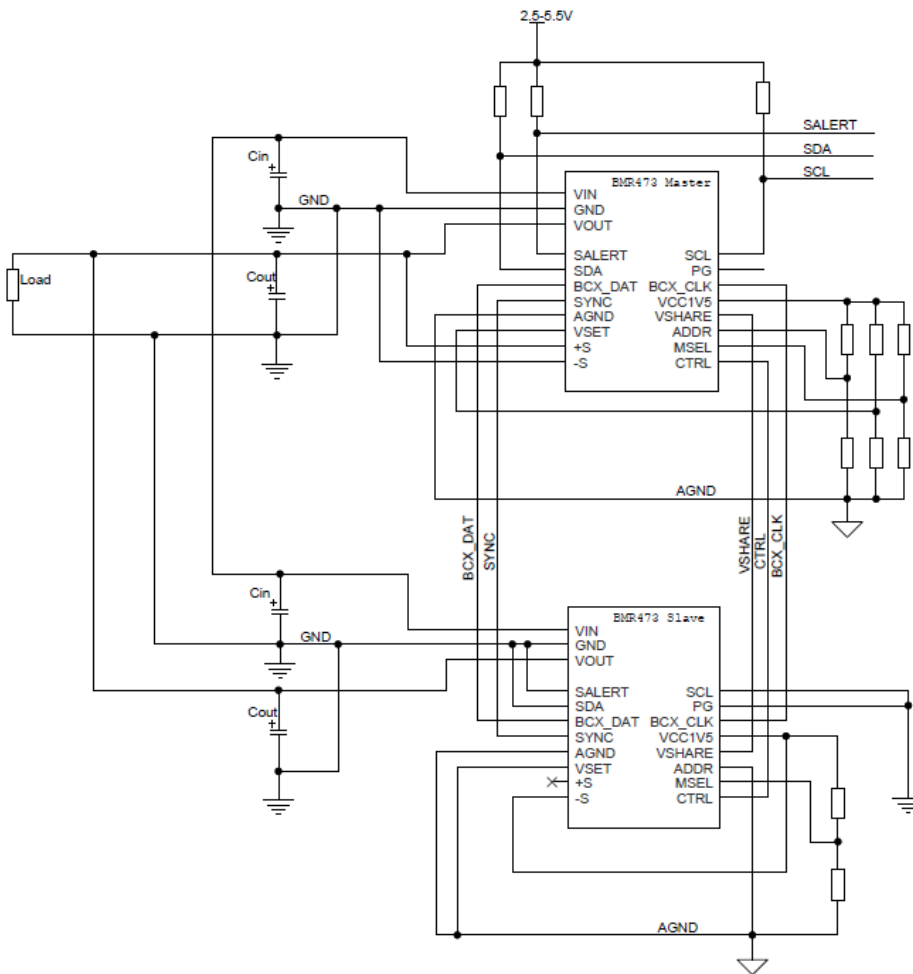 2.5-5.5V
SALERT
SDA
SCL
Cin
GND
Load
Cout
BMR473 Master
VIN
GND
VOUT
SALERT
SDA
BCX_DAT
SYNC
AGND
VSET
+S
-S
SCL
PG
BCX_CLK
VCC1V5
VSHARE
ADDR
MSEL
CTRL
AGND
BCX_DAT
SYNC
VSHARE
CTRL
BCX_CLK
Cin
GND
Cout
BMR473 Slave
VIN
GND
VOUT
SALERT
SDA
BCX_DAT
SYNC
AGND
VSET
+S
-S
SCL
PG
BCX_CLK
VCC1V5
VSHARE
ADDR
MSEL
CTRL
AGND